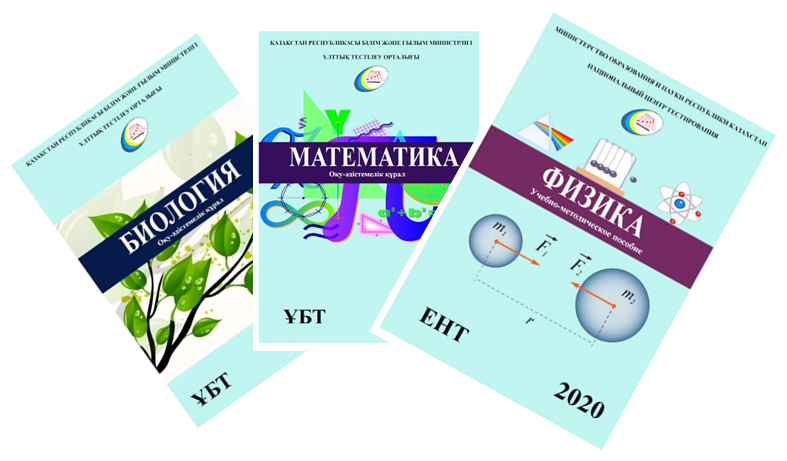 ҚАЗАҚСТАН РЕСПУБЛИКАСЫ БІЛІМ ЖӘНЕ ҒЫЛЫМ МИНИСТРЛІГІ
ҰЛТТЫҚ ТЕСТІЛЕУ ОРТАЛЫҒЫ
БИОЛОГИЯ
Оқу-әдістемелік құрал
ҰБТ
ҚАЗАҚСТАН РЕСПУБЛИКАСЫ БІЛІМ ЖӘНЕ ҒЫЛЫМ МИНИСТРЛІГІ
ҰЛТТЫҚ ТЕСТІЛЕУ ОРТАЛЫҒЫ
МАТЕМАТИКА
Оқу-әдістемелік құрал
a²+b²=
ҰБТ
МИНИСТЕРСТВО ОБРАЗОВАНИЯ И НАУКИ РЕСПУБЛИКИ КАЗАХСТАН
НАЦИОНАЛЬНЫЙ ЦЕНТР ТЕСТИРОВАНИЯ
ФИЗИКА
Учебно-методическое пособие
m₁
F₁
F₂
m₂
r
ЕНТ
2020